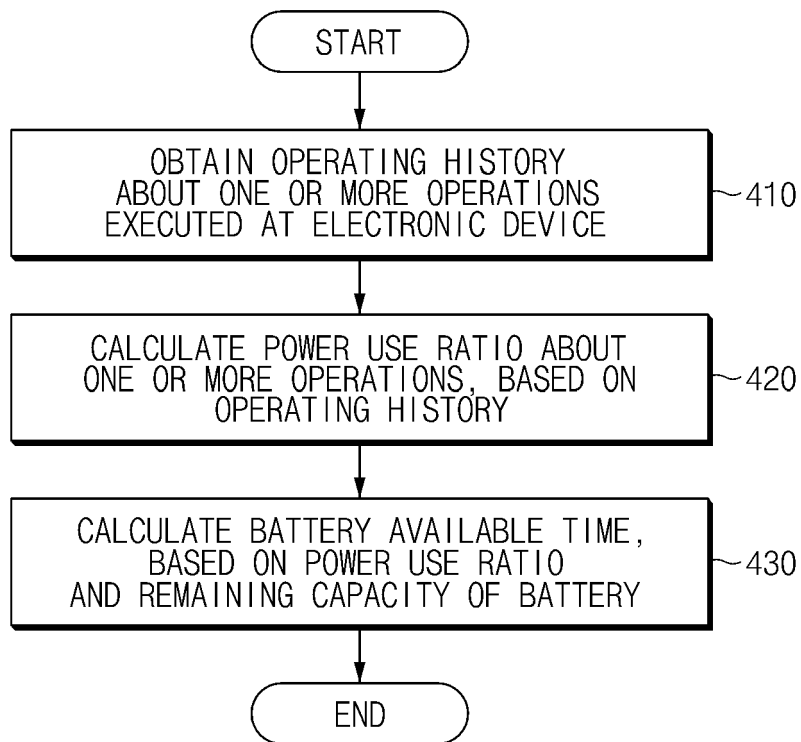 START
OBTAIN OPERATING HISTORY
ABOUT ONE OR MORE OPERATIONS
EXECUTED AT ELECTRONIC DEVICE
410
CALCULATE POWER USE RATIO ABOUT
ONE OR MORE OPERATIONS, BASED ON
OPERATING HISTORY
420
CALCULATE BATTERY AVAILABLE TIME,
BASED ON POWER USE RATIO
AND REMAINING CAPACITY OF BATTERY
430
END